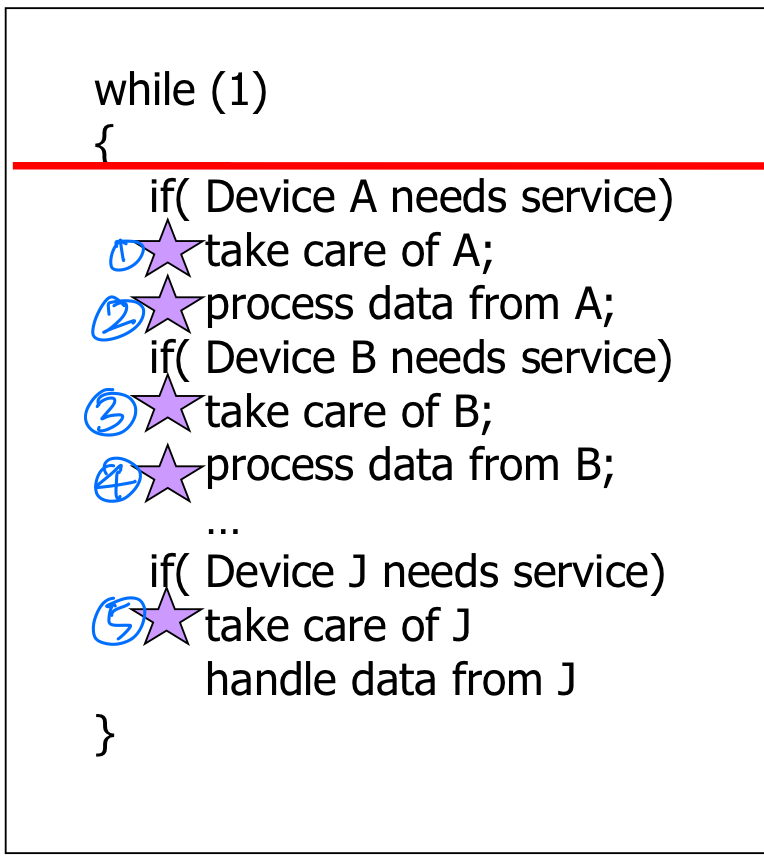 while (1)
{
if( Device A needs service)
① take care of A;
② process data from A;
if( Device B needs service)
③ take care of B;
④ process data from B;
...
if( Device J needs service)
⑤ take care of J
handle data from J
}